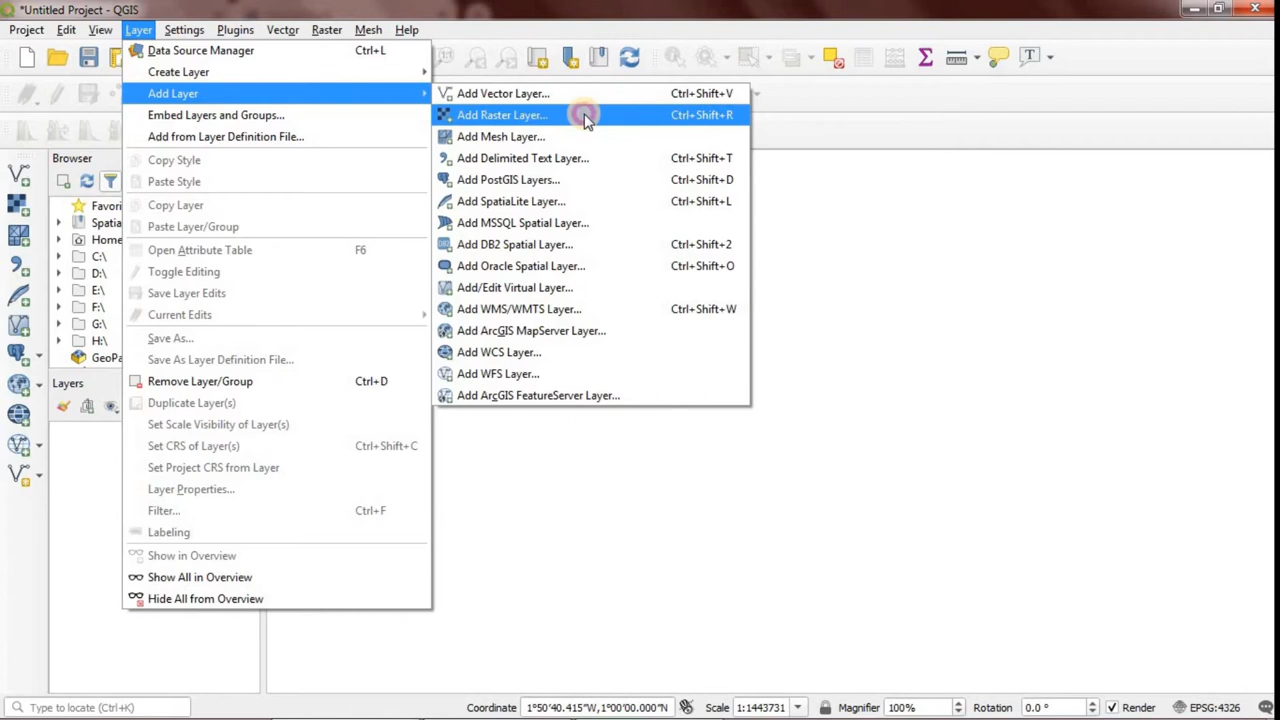 *Untitled Project - QGIS
Project Edit View Layer Settings Plugins Vector Raster Mesh Help
Data Source Manager Ctrl+L
Create Layer
Add Layer
Embed Layers and Groups...
Add from Layer Definition File...
Copy Style
Paste Style
Copy Layer
Paste Layer/Group
Open Attribute Table F6
Toggle Editing
Save Layer Edits
Current Edits
Save As...
Save As Layer Definition File...
Remove Layer/Group Ctrl+D
Duplicate Layer(s)
Set Scale Visibility of Layer(s)
Set CRS of Layer(s) Ctrl+Shift+C
Set Project CRS from Layer
Layer Properties...
Filter... Ctrl+F
Labeling
Show in Overview
Show All in Overview
Hide All from Overview
Add Vector Layer... Ctrl+Shift+V
Add Raster Layer... Ctrl+Shift+R
Add Mesh Layer...
Add Delimited Text Layer... Ctrl+Shift+T
Add PostGIS Layers... Ctrl+Shift+D
Add SpatiaLite Layer... Ctrl+Shift+L
Add MSSQL Spatial Layer...
Add DB2 Spatial Layer... Ctrl+Shift+2
Add Oracle Spatial Layer... Ctrl+Shift+O
Add/Edit Virtual Layer...
Add WMS/WMTS Layer... Ctrl+Shift+W
Add ArcGIS MapServer Layer...
Add WCS Layer...
Add WFS Layer...
Add ArcGIS FeatureServer Layer...
Browser
Favori
Spatia
Home
C:\
D:\
E:\
F:\
G:\
H:\
GeoPa
Layers
Type to locate (Ctrl+K) Coordinate 1°50′40.415″W,1°00′00.000″N Scale 1:1443731 Magnifier 100% Rotation 0.0 ° Render EPSG:4326